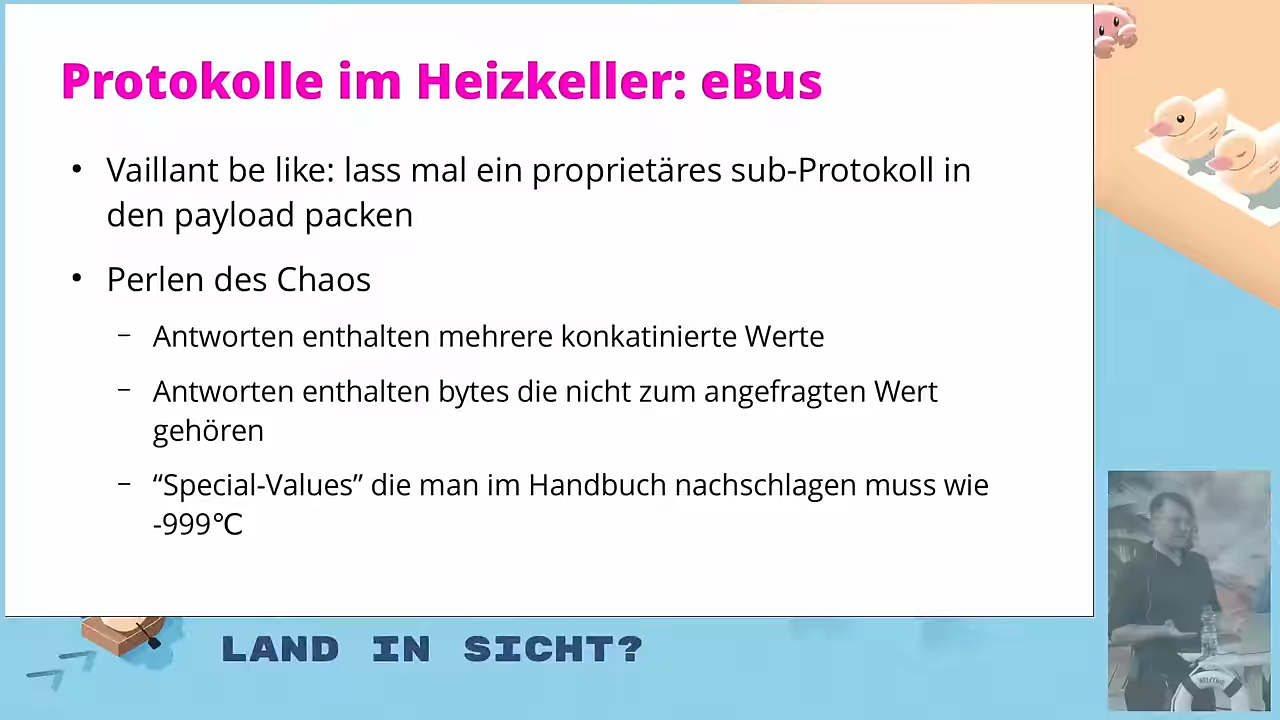 Protokolle im Heizkeller: eBus
• Vaillant be like: lass mal ein proprietäres sub-Protokoll in
den payload packen
• Perlen des Chaos
– Antworten enthalten mehrere konkatinierte Werte
– Antworten enthalten bytes die nicht zum angefragten Wert
gehören
– “Special-Values” die man im Handbuch nachschlagen muss wie
-999℃
LAND IN SICHT?
WELCOME